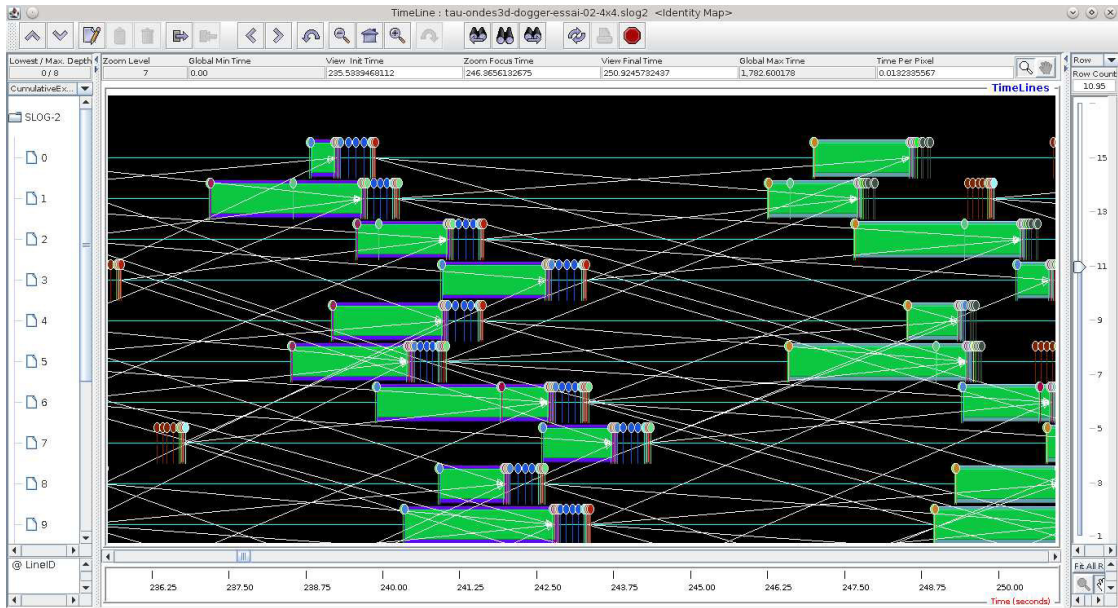 TimeLine : tau-ondes3d-dogger-essai-02-4x4.slog2 <Identity Map>
Lowest / Max. Depth
0 / 8
Zoom Level
7
Global Min Time
0.00
View Init Time
235.5339468112
Zoom Focus Time
246.3656132675
View Final Time
250.9245732437
Global Max Time
1,782.600178
Time Per Pixel
0.0132335567
Row
Row Count
10.95
CumulativeEx...
TimeLines
SLOG-2
0
1
2
3
4
5
6
7
8
9
15
13
11
9
7
5
3
1
@ LineID
Fit All R
236.25 237.50 238.75 240.00 241.25 242.50 243.75 245.00 246.25 247.50 248.75 250.00
Time (seconds)